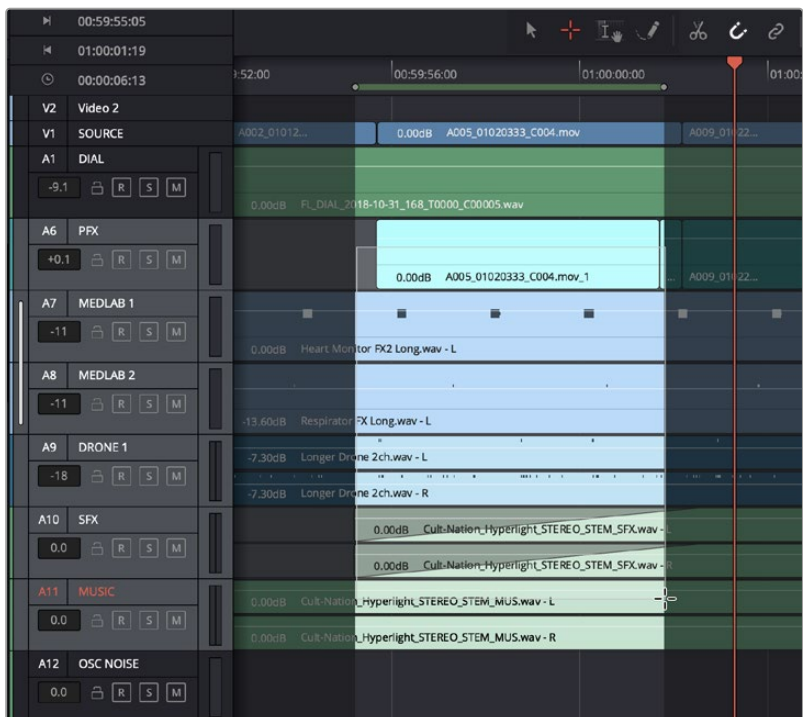 00:59:55:05
01:00:01:19
00:00:06:13
9:52:00 00:59:56:00 01:00:00:00 01:00:
V2 Video 2
V1 SOURCE A002_01012... 0.00dB A005_01020333_C004.mov A009_01022...
A1 DIAL
-9.1 R S M
0.00dB FL_DIAL_2018-10-31_168_T0000_C00005.wav
A6 PFX
+0.1 R S M
0.00dB A005_01020333_C004.mov_1 ... A009_01022...
A7 MEDLAB 1
-11 R S M
0.00dB Heart Monitor FX2 Long.wav - L
A8 MEDLAB 2
-11 R S M
-13.60dB Respirator FX Long.wav - L
A9 DRONE 1
-7.30dB Longer Drone 2ch.wav - L
-18 R S M
-7.30dB Longer Drone 2ch.wav - R
A10 SFX
0.00dB Cult-Nation_Hyperlight_STEREO_STEM_SFX.wav - L
0.0 R S M
0.00dB Cult-Nation_Hyperlight_STEREO_STEM_SFX.wav - R
A11 MUSIC
0.00dB Cult-Nation_Hyperlight_STEREO_STEM_MUS.wav - L
0.0 R S M
0.00dB Cult-Nation_Hyperlight_STEREO_STEM_MUS.wav - R
A12 OSC NOISE
0.0 R S M